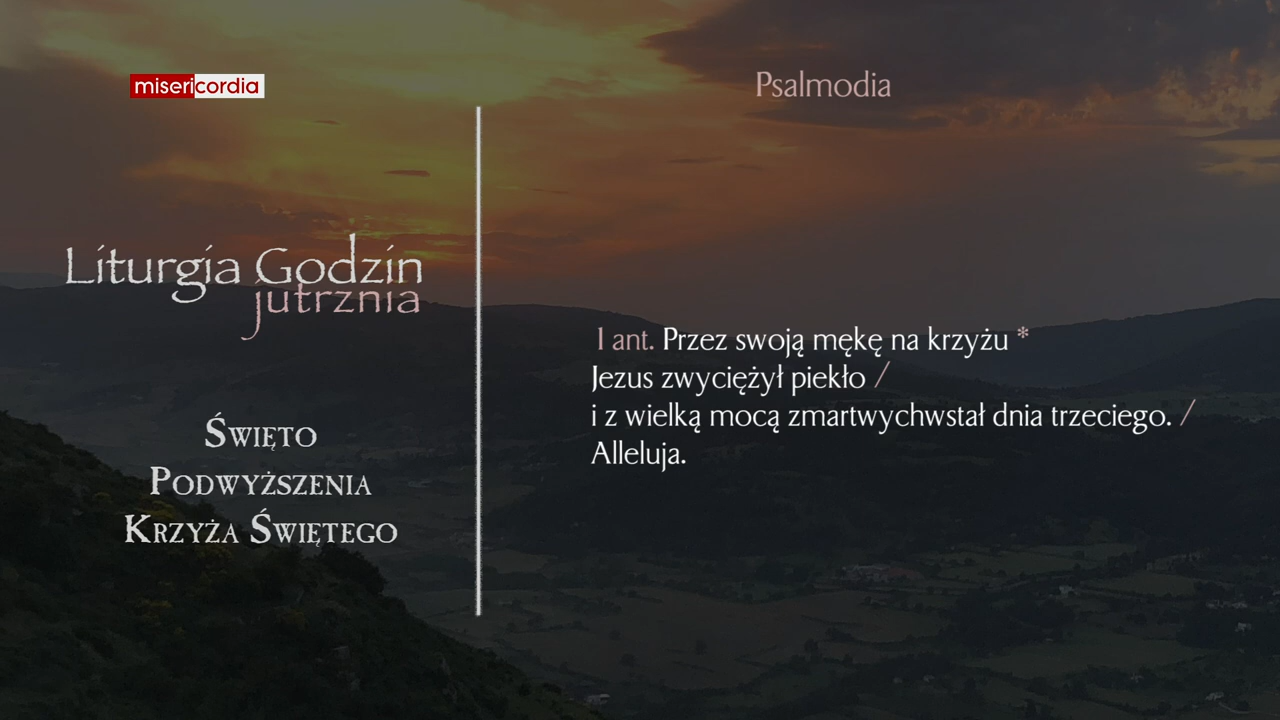 misericordia
Psalmodia
Liturgia Godzin
jutrznia
Święto
Podwyższenia
Krzyża Świętego
1 ant. Przez swoją mękę na krzyżu *
Jezus zwyciężył piekło /
i z wielką mocą zmartwychwstał dnia trzeciego. /
Alleluja.